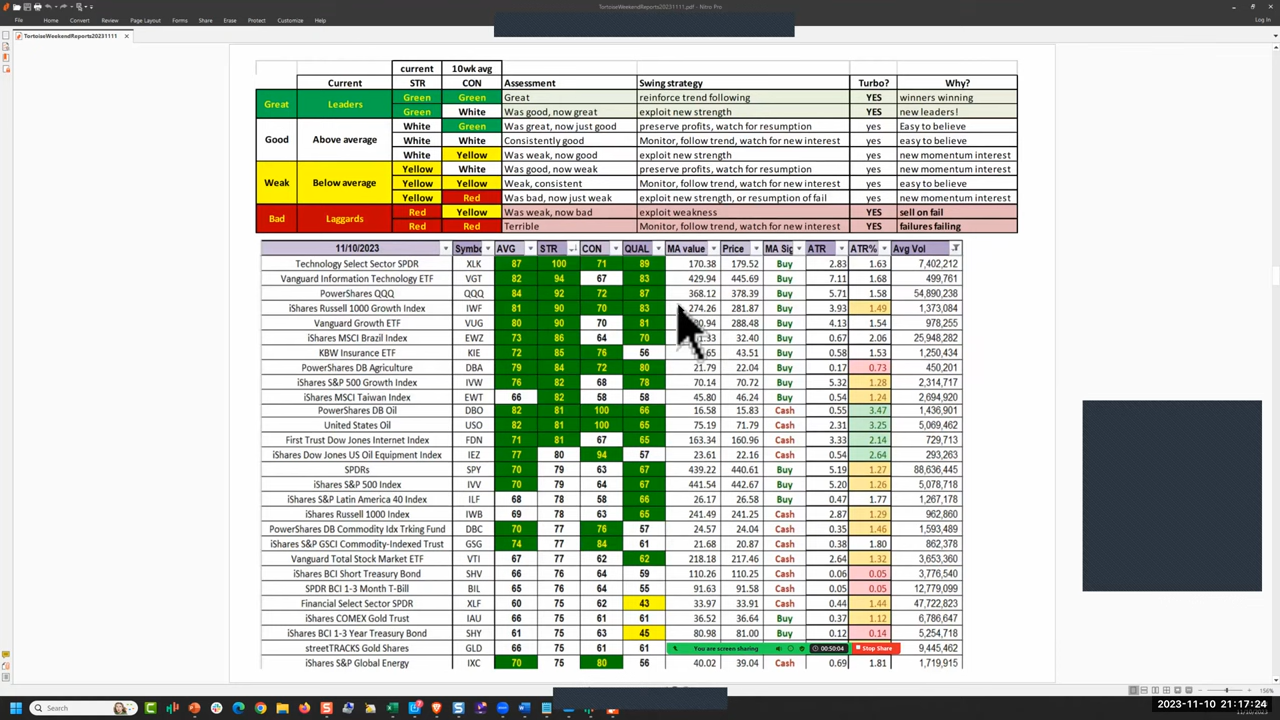 TortoiseWeekendReports20231111.pdf - Nitro Pro
File Home Convert Review Page Layout Forms Share Erase Protect Customize Help Log In
TortoiseWeekendReports20231111
current 10wk avg
Current STR CON Assessment Swing strategy Turbo? Why?
Great Leaders Green Green Great reinforce trend following YES winners winning
Green White Was good, now great exploit new strength YES new leaders!
White Green Was great, now just good preserve profits, watch for resumption yes Easy to believe
Good Above average White White Consistently good Monitor, follow trend, watch for new interest yes easy to believe
White Yellow Was weak, now good exploit new strength yes new momentum interest
Yellow White Was good, now weak preserve profits, watch for resumption yes new momentum interest
Weak Below average Yellow Yellow Weak, consistent Monitor, follow trend, watch for new interest yes easy to believe
Yellow Red Was bad, now just weak exploit new strength, or resumption of fail yes new momentum interest
Bad Laggards Red Yellow Was weak, now bad exploit weakness YES sell on fail
Red Red Terrible Monitor, follow trend, watch for new interest YES failures failing
11/10/2023 Symbo AVG STR CON QUAL MA value Price MA Sig ATR ATR% Avg Vol
Technology Select Sector SPDR XLK 87 100 71 89 170.38 179.52 Buy 2.83 1.63 7,402,212
Vanguard Information Technology ETF VGT 82 94 67 83 429.94 445.69 Buy 7.11 1.68 499,761
PowerShares QQQ QQQ 84 92 72 87 368.12 378.39 Buy 5.71 1.58 54,890,238
iShares Russell 1000 Growth Index IWF 81 90 70 83 274.26 281.87 Buy 3.93 1.49 1,373,084
Vanguard Growth ETF VUG 80 90 70 81 288.48 Buy 4.13 1.54 978,255
iShares MSCI Brazil Index EWZ 73 86 64 70 32.40 Buy 0.67 2.06 25,948,282
KBW Insurance ETF KIE 72 85 76 56 43.51 Buy 0.58 1.53 1,250,434
PowerShares DB Agriculture DBA 79 84 72 80 21.79 22.04 Buy 0.17 0.73 450,201
iShares S&P 500 Growth Index IVW 76 82 68 78 70.14 70.72 Buy 5.32 1.28 2,314,717
iShares MSCI Taiwan Index EWT 66 82 58 58 45.80 46.24 Buy 0.54 1.24 2,694,920
PowerShares DB Oil DBO 82 81 100 66 16.58 15.83 Cash 0.55 3.47 1,436,901
United States Oil USO 82 81 100 65 75.19 71.79 Cash 2.31 3.25 5,069,462
First Trust Dow Jones Internet Index FDN 71 81 67 65 163.34 160.96 Cash 3.33 2.14 729,713
iShares Dow Jones US Oil Equipment Index IEZ 77 80 94 57 23.61 22.16 Cash 0.54 2.64 293,263
SPDRs SPY 70 79 63 67 439.22 440.61 Buy 5.19 1.27 88,636,445
iShares S&P 500 Index IVV 70 79 64 67 441.54 442.67 Buy 5.20 1.26 5,078,718
iShares S&P Latin America 40 Index ILF 68 78 58 66 26.17 26.58 Buy 0.47 1.77 1,267,178
iShares Russell 1000 Index IWB 69 78 63 65 241.49 241.25 Cash 2.87 1.29 962,860
PowerShares DB Commodity Idx Trking Fund DBC 70 77 76 57 24.57 24.04 Cash 0.35 1.46 1,593,489
iShares S&P GSCI Commodity-Indexed Trust GSG 74 77 84 61 21.68 20.87 Cash 0.38 1.80 862,378
Vanguard Total Stock Market ETF VTI 67 77 62 62 218.18 217.46 Cash 2.64 1.32 3,653,360
iShares BCI Short Treasury Bond SHV 66 76 64 59 110.26 110.25 Cash 0.06 0.05 3,776,540
SPDR BCI 1-3 Month T-Bill BIL 65 76 64 56 91.63 91.58 Cash 0.05 0.05 12,779,099
Financial Select Sector SPDR XLF 60 75 62 43 33.97 33.91 Cash 0.44 1.44 47,722,823
iShares COMEX Gold Trust IAU 66 75 61 61 36.52 36.64 Buy 0.37 1.12 6,786,647
iShares BCI 1-3 Year Treasury Bond SHY 61 75 63 45 80.98 81.00 Buy 0.12 0.14 5,254,718
streetTRACKS Gold Shares GLD 66 75 61 61 You are screen sharing 00:50:04 Stop Share 9,445,462
iShares S&P Global Energy IXC 70 75 80 56 40.02 39.04 Cash 0.69 1.81 1,719,915
156%
Search
2023-11-10 21:17:24